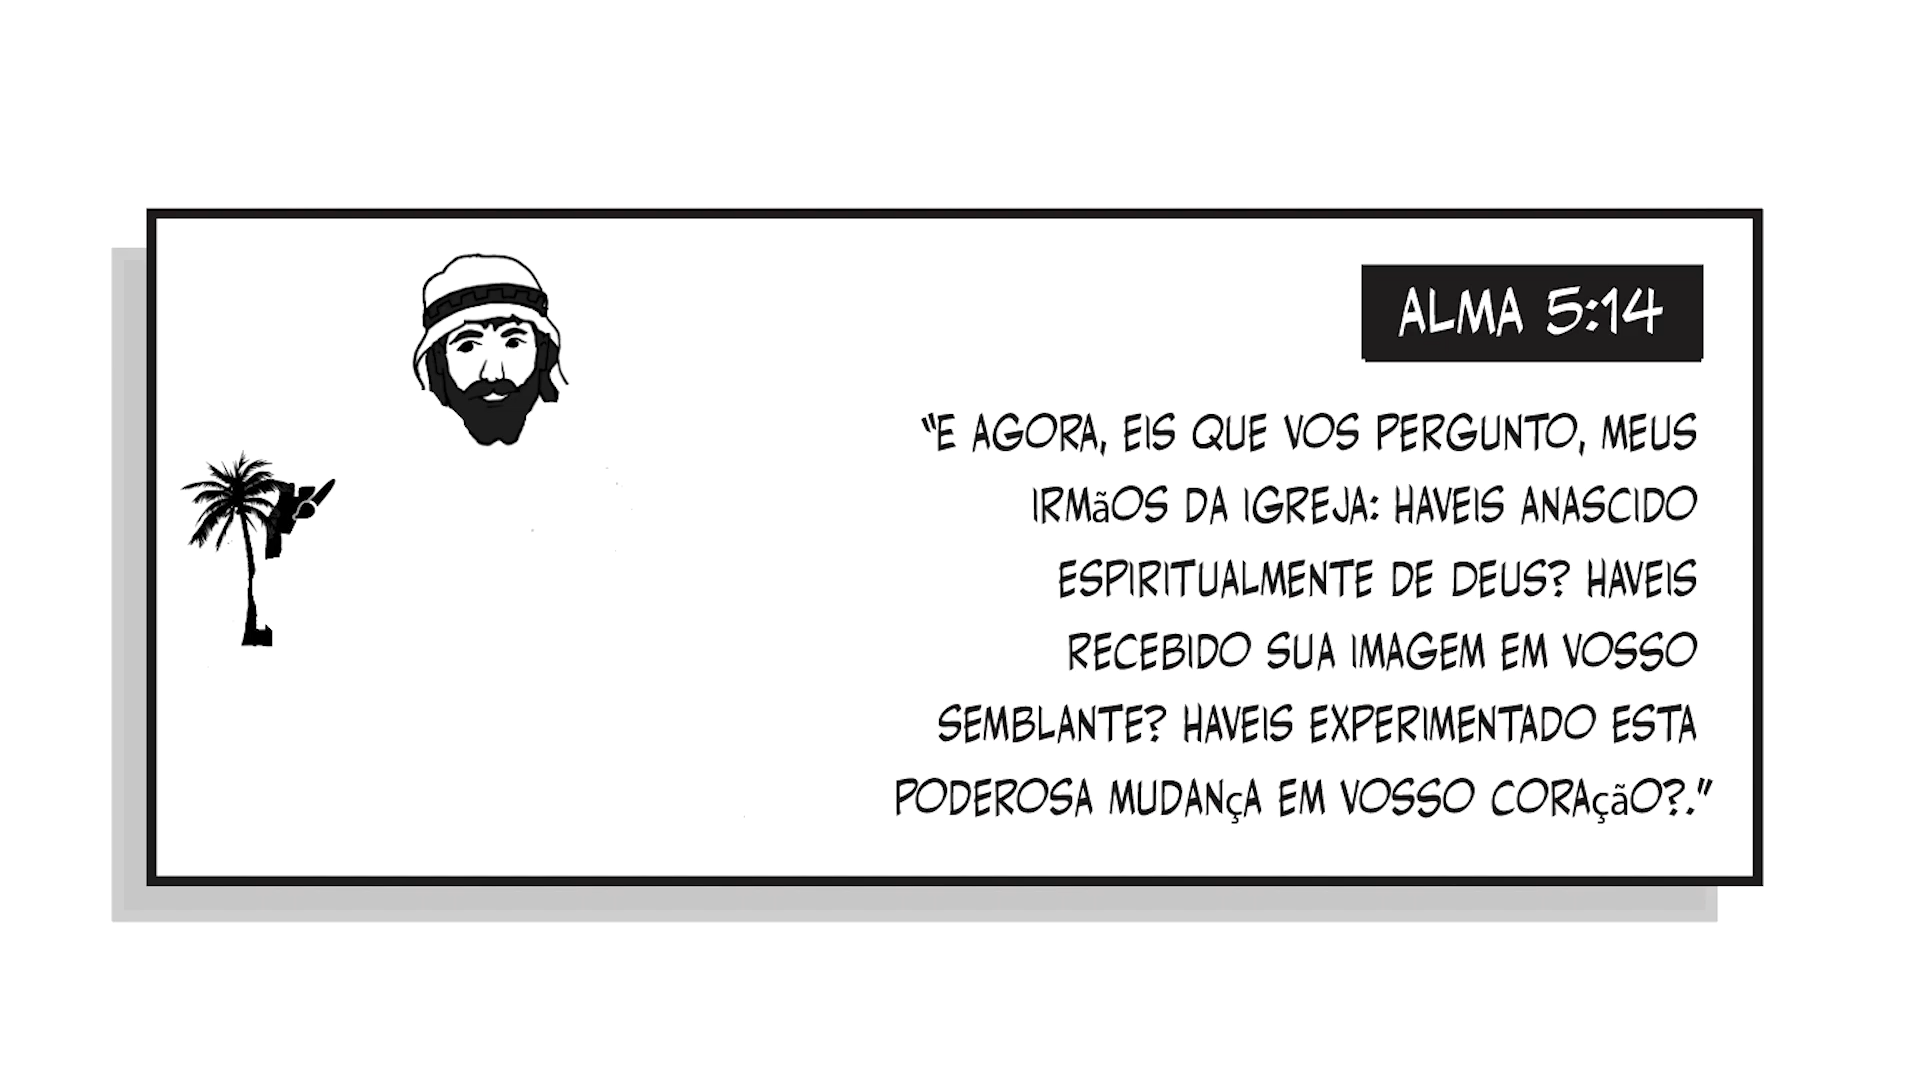 ALMA 5:14
"E AGORA, EIS QUE VOS PERGUNTO, MEUS
IRMãOS DA IGREJA: HAVEIS ANASCIDO
ESPIRITUALMENTE DE DEUS? HAVEIS
RECEBIDO SUA IMAGEM EM VOSSO
SEMBLANTE? HAVEIS EXPERIMENTADO ESTA
PODEROSA MUDANçA EM VOSSO CORAçãO?."